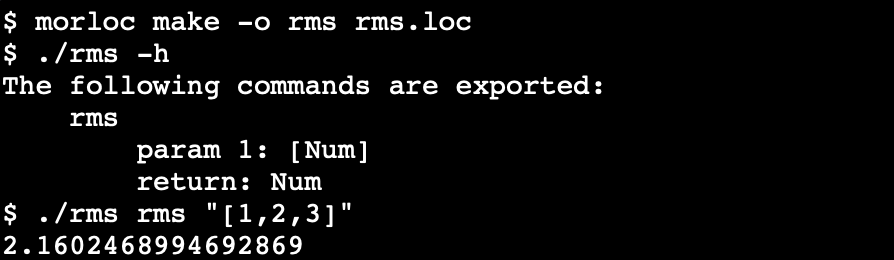 $ morloc make -o rms rms.loc
$ ./rms -h
The following commands are exported:
    rms
        param 1: [Num]
        return: Num
$ ./rms rms "[1,2,3]"
2.1602468994692869